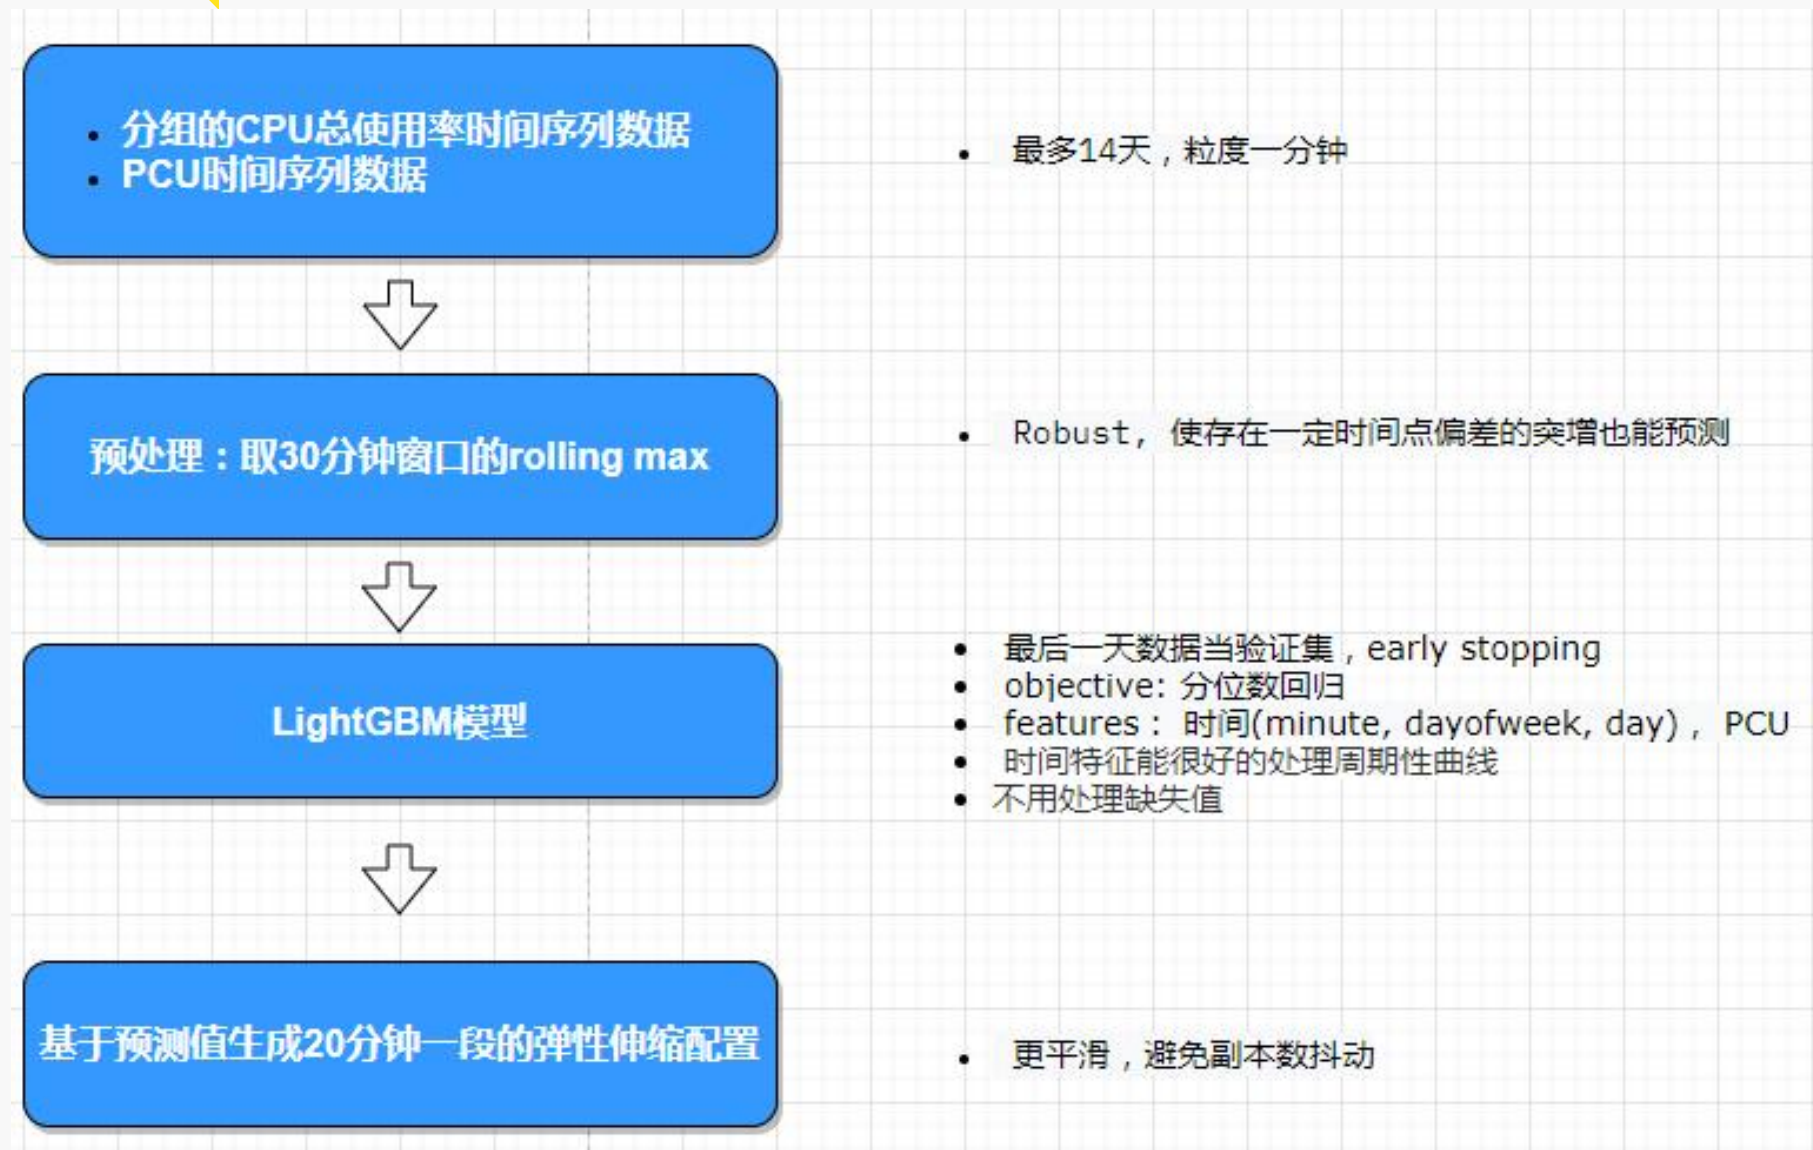 • 分组的CPU总使用率时间序列数据
• PCU时间序列数据
• 最多14天，粒度一分钟
预处理：取30分钟窗口的rolling max
• Robust, 使存在一定时间点偏差的突增也能预测
LightGBM模型
• 最后一天数据当验证集，early stopping
• objective: 分位数回归
• features： 时间(minute, dayofweek, day)， PCU
• 时间特征能很好的处理周期性曲线
• 不用处理缺失值
基于预测值生成20分钟一段的弹性伸缩配置
• 更平滑，避免副本数抖动